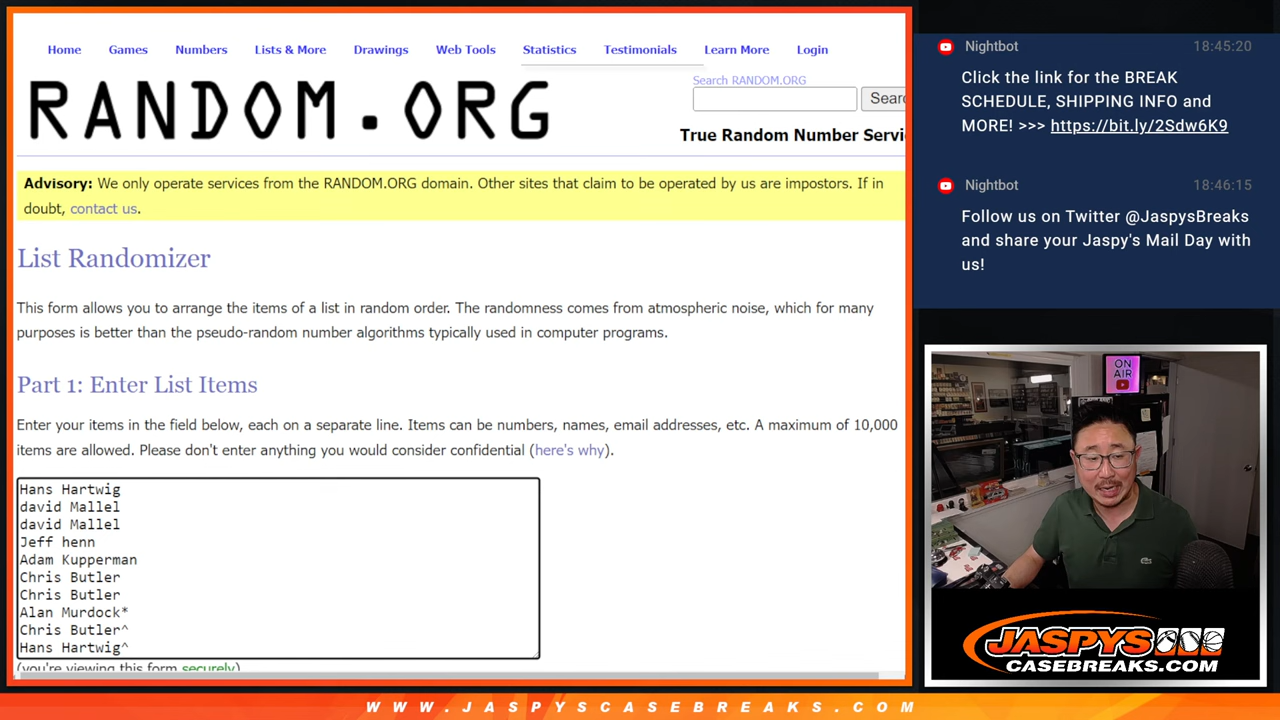 Home Games Numbers Lists & More Drawings Web Tools Statistics Testimonials Learn More Login
RANDOM.ORG
Search RANDOM.ORG
Searc
True Random Number Servi
Advisory: We only operate services from the RANDOM.ORG domain. Other sites that claim to be operated by us are impostors. If in
doubt, contact us.
List Randomizer
This form allows you to arrange the items of a list in random order. The randomness comes from atmospheric noise, which for many
purposes is better than the pseudo-random number algorithms typically used in computer programs.
Part 1: Enter List Items
Enter your items in the field below, each on a separate line. Items can be numbers, names, email addresses, etc. A maximum of 10,000
items are allowed. Please don't enter anything you would consider confidential (here's why).
Hans Hartwig
david Mallel
david Mallel
Jeff henn
Adam Kupperman
Chris Butler
Chris Butler
Alan Murdock*
Chris Butler^
Hans Hartwig^
(you're viewing this form securely)
Nightbot 18:45:20
Click the link for the BREAK
SCHEDULE, SHIPPING INFO and
MORE! >>> https://bit.ly/2Sdw6K9
Nightbot 18:46:15
Follow us on Twitter @JaspysBreaks
and share your Jaspy's Mail Day with
us!
ON
AIR
JASPYS
CASEBREAKS.COM
WWW.JASPYSCASEBREAKS.COM